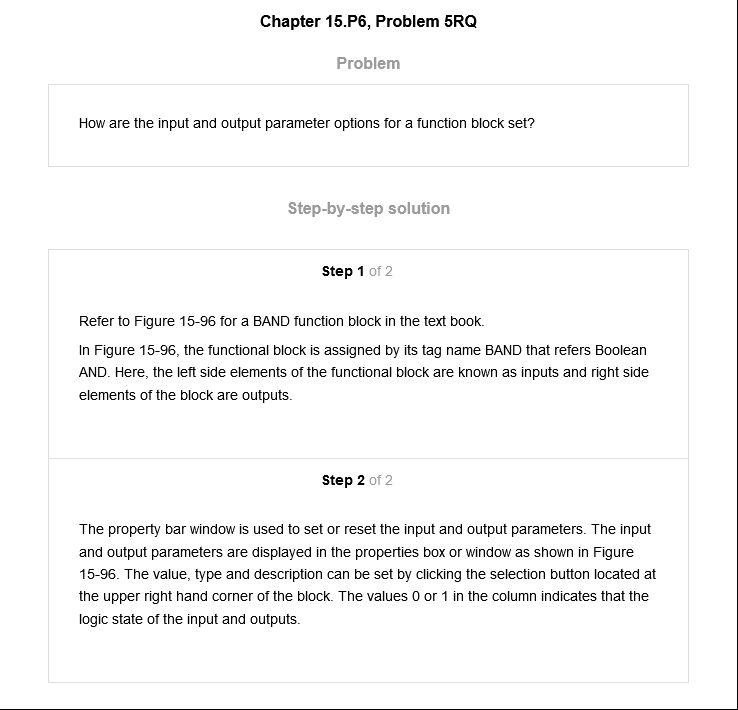 Chapter 15.P6, Problem 5RQ
Problem
How are the input and output parameter options for a function block set?
Step-by-step solution
Step 1 of 2
Refer to Figure 15-96 for a BAND function block in the text book.
In Figure 15-96, the functional block is assigned by its tag name BAND that refers Boolean
AND. Here, the left side elements of the functional block are known as inputs and right side
elements of the block are outputs.
Step 2 of 2
The property bar window is used to set or reset the input and output parameters. The input
and output parameters are displayed in the properties box or window as shown in Figure
15-96. The value, type and description can be set by clicking the selection button located at
the upper right hand corner of the block. The values 0 or 1 in the column indicates that the
logic state of the input and outputs.